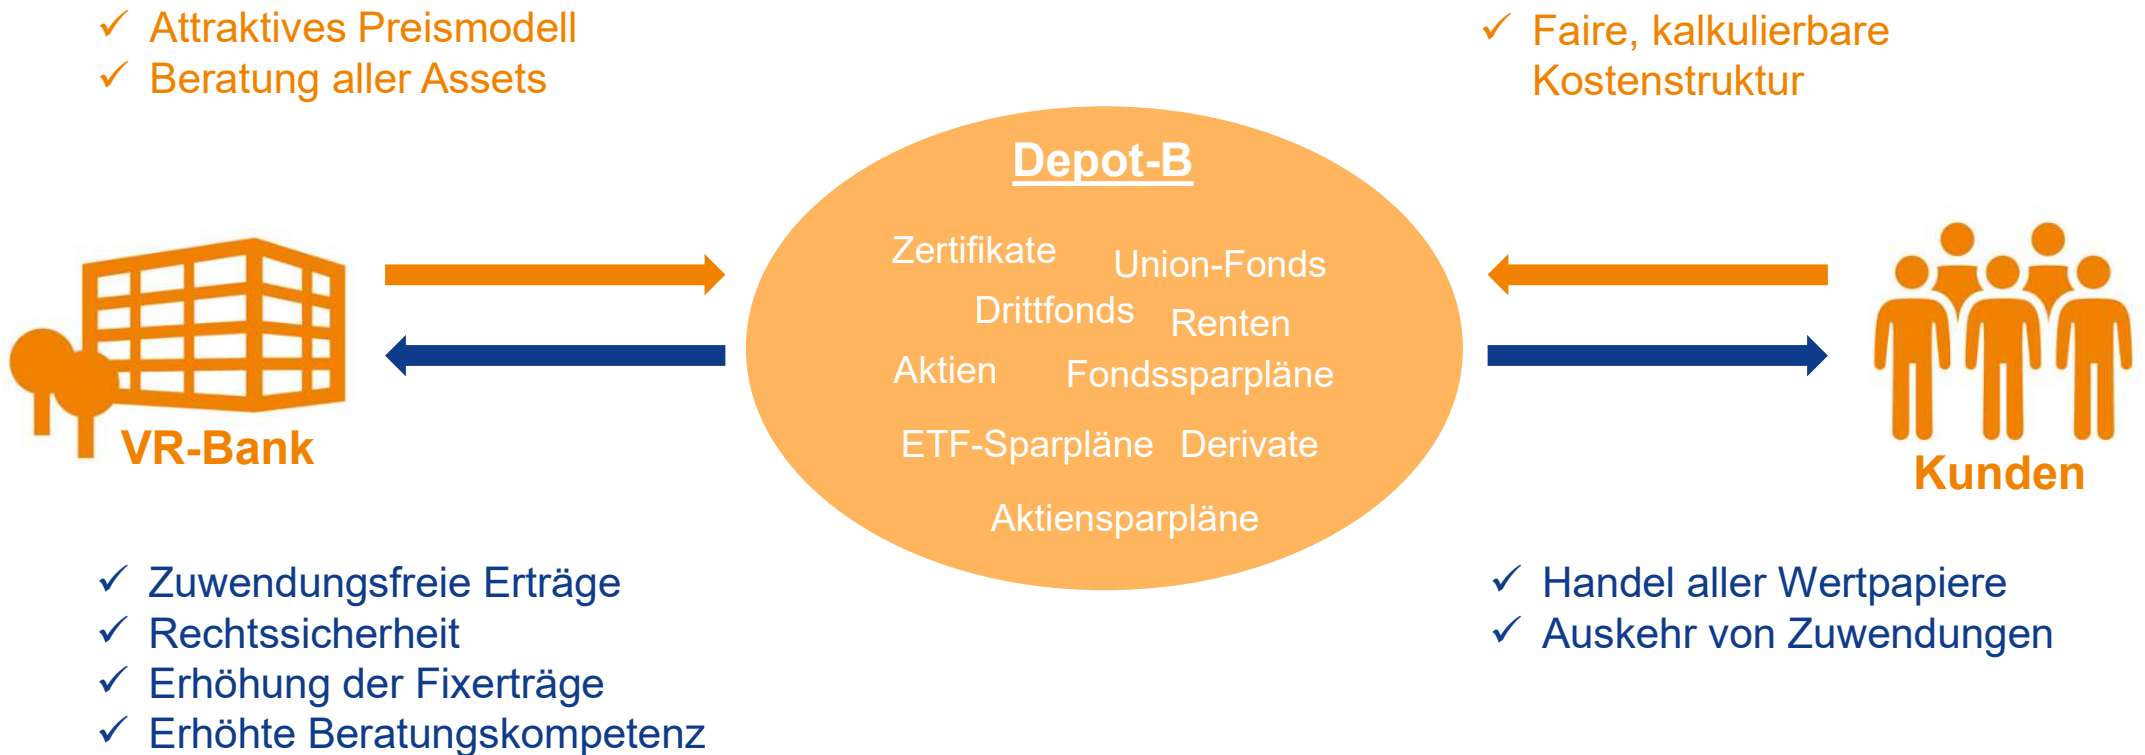 ✓ Attraktives Preismodell
✓ Beratung aller Assets
✓ Faire, kalkulierbare
Kostenstruktur
Depot-B
Zertifikate
Union-Fonds
Drittfonds
Renten
Aktien
Fondssparpläne
ETF-Sparpläne
Derivate
Aktiensparpläne
VR-Bank
Kunden
✓ Zuwendungsfreie Erträge
✓ Rechtssicherheit
✓ Erhöhung der Fixerträge
✓ Erhöhte Beratungskompetenz
✓ Handel aller Wertpapiere
✓ Auskehr von Zuwendungen